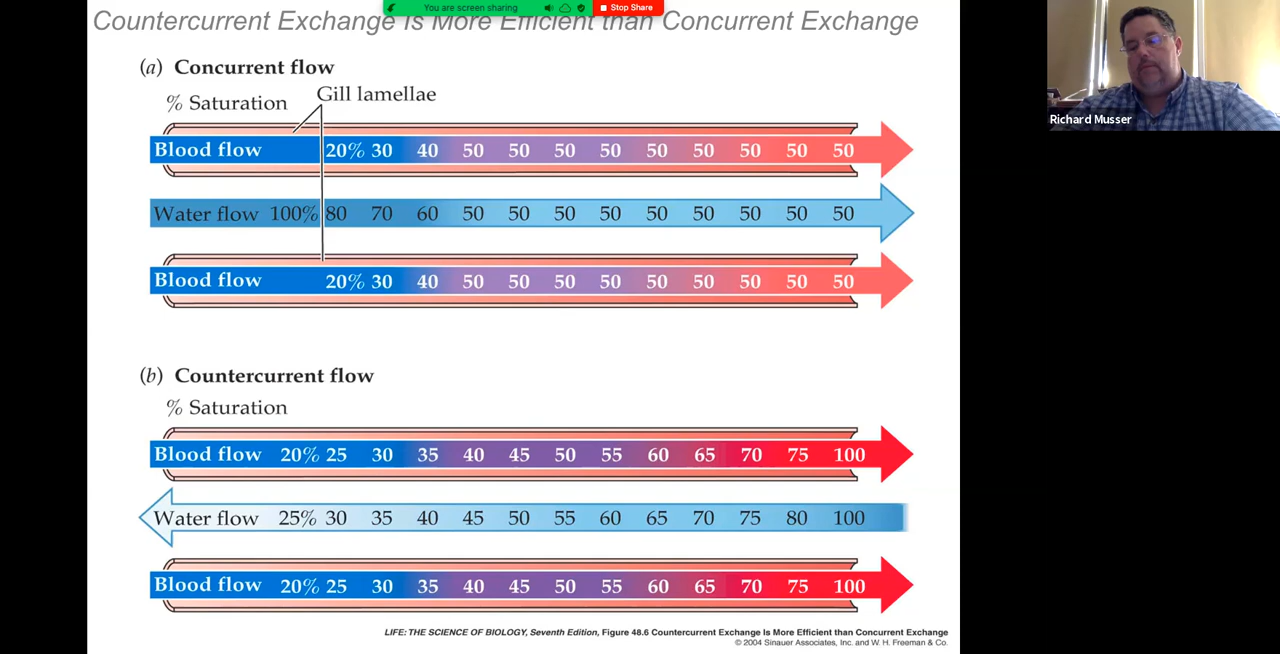 You are screen sharing
Stop Share
Countercurrent Exchange Is More Efficient than Concurrent Exchange
Richard Musser
(a) Concurrent flow
Gill lamellae
% Saturation
Blood flow 20% 30 40 50 50 50 50 50 50 50 50 50
Water flow 100% 80 70 60 50 50 50 50 50 50 50 50 50
Blood flow 20% 30 40 50 50 50 50 50 50 50 50 50
(b) Countercurrent flow
% Saturation
Blood flow 20% 25 30 35 40 45 50 55 60 65 70 75 100
Water flow 25% 30 35 40 45 50 55 60 65 70 75 80 100
Blood flow 20% 25 30 35 40 45 50 55 60 65 70 75 100
LIFE: THE SCIENCE OF BIOLOGY, Seventh Edition, Figure 48.6 Countercurrent Exchange Is More Efficient than Concurrent Exchange
© 2004 Sinauer Associates, Inc. and W. H. Freeman & Co.